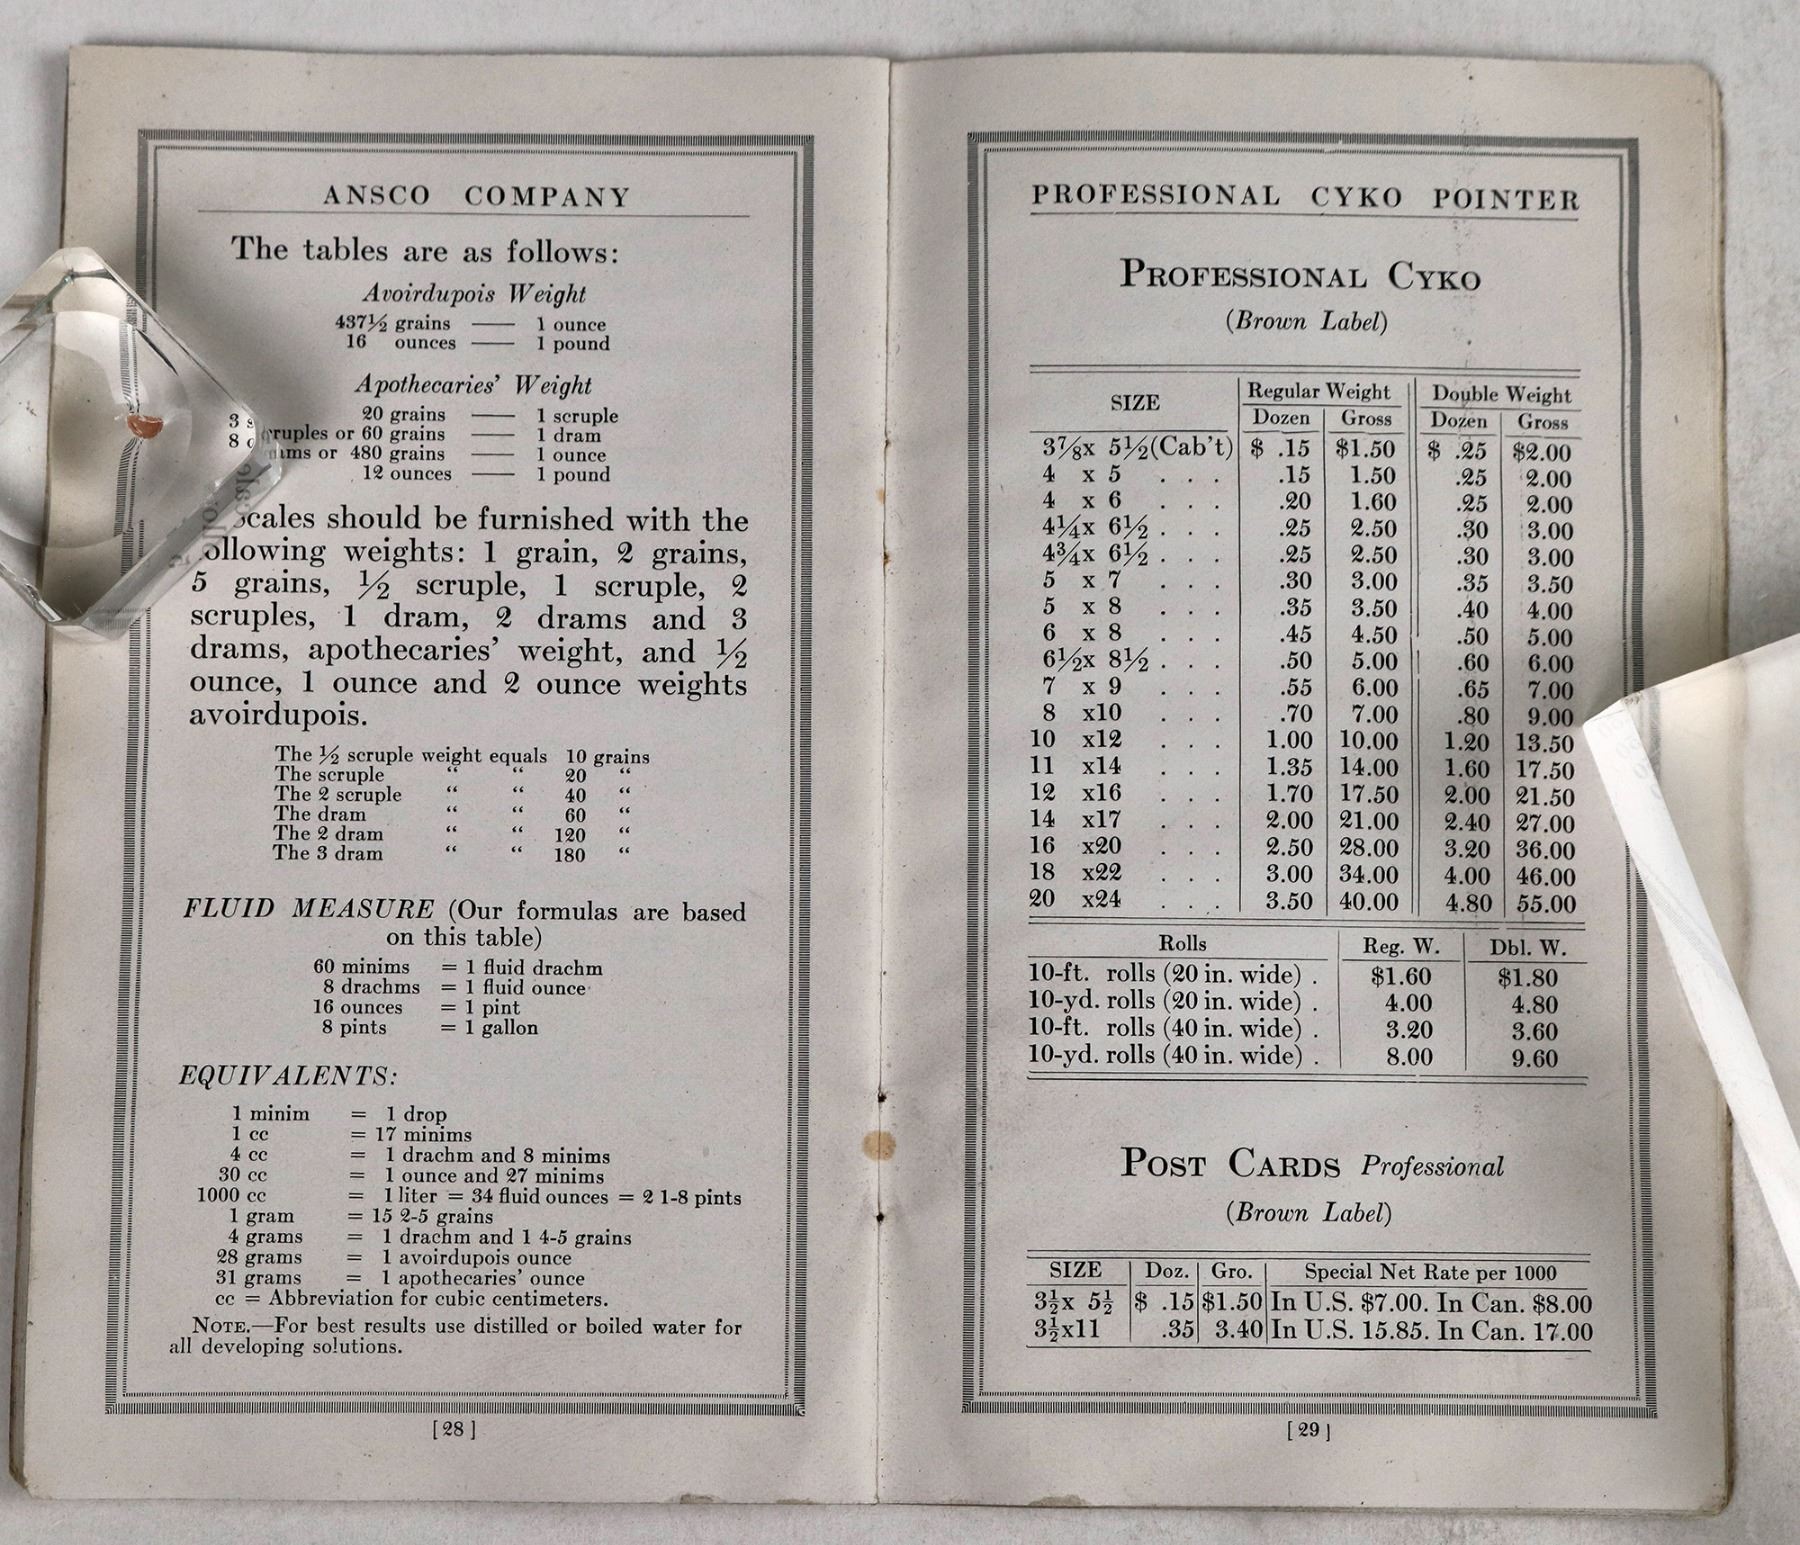 ANSCO COMPANY
The tables are as follows:
Avoirdupois Weight
437½ grains —— 1 ounce
16 ounces —— 1 pound
Apothecaries' Weight
20 grains —— 1 scruple
3 s ruples or 60 grains —— 1 dram
8 ms or 480 grains —— 1 ounce
12 ounces —— 1 pound
cales should be furnished with the
ollowing weights: 1 grain, 2 grains,
5 grains, ½ scruple, 1 scruple, 2
scruples, 1 dram, 2 drams and 3
drams, apothecaries' weight, and ½
ounce, 1 ounce and 2 ounce weights
avoirdupois.
The ½ scruple weight equals 10 grains
The scruple “ “ 20 “
The 2 scruple “ “ 40 “
The dram “ “ 60 “
The 2 dram “ “ 120 “
The 3 dram “ “ 180 “
FLUID MEASURE (Our formulas are based
on this table)
60 minims = 1 fluid drachm
8 drachms = 1 fluid ounce
16 ounces = 1 pint
8 pints = 1 gallon
EQUIVALENTS:
1 minim = 1 drop
1 cc = 17 minims
4 cc = 1 drachm and 8 minims
30 cc = 1 ounce and 27 minims
1000 cc = 1 liter = 34 fluid ounces = 2 1-8 pints
1 gram = 15 2-5 grains
4 grams = 1 drachm and 1 4-5 grains
28 grams = 1 avoirdupois ounce
31 grams = 1 apothecaries' ounce
cc = Abbreviation for cubic centimeters.
NOTE.—For best results use distilled or boiled water for
all developing solutions.
[28]
PROFESSIONAL CYKO POINTER
PROFESSIONAL CYKO
(Brown Label)
SIZE Regular Weight Double Weight
Dozen Gross Dozen Gross
3⅞x 5½(Cab't) $ .15 $1.50 $ .25 $2.00
4 x 5 . . . .15 1.50 .25 2.00
4 x 6 . . . .20 1.60 .25 2.00
4¼x 6½ . . . .25 2.50 .30 3.00
4¾x 6½ . . . .25 2.50 .30 3.00
5 x 7 . . . .30 3.00 .35 3.50
5 x 8 . . . .35 3.50 .40 4.00
6 x 8 . . . .45 4.50 .50 5.00
6½x 8½ . . . .50 5.00 .60 6.00
7 x 9 . . . .55 6.00 .65 7.00
8 x10 . . . .70 7.00 .80 9.00
10 x12 . . . 1.00 10.00 1.20 13.50
11 x14 . . . 1.35 14.00 1.60 17.50
12 x16 . . . 1.70 17.50 2.00 21.50
14 x17 . . . 2.00 21.00 2.40 27.00
16 x20 . . . 2.50 28.00 3.20 36.00
18 x22 . . . 3.00 34.00 4.00 46.00
20 x24 . . . 3.50 40.00 4.80 55.00
Rolls Reg. W. Dbl. W.
10-ft. rolls (20 in. wide) . $1.60 $1.80
10-yd. rolls (20 in. wide) . 4.00 4.80
10-ft. rolls (40 in. wide) . 3.20 3.60
10-yd. rolls (40 in. wide) . 8.00 9.60
POST CARDS Professional
(Brown Label)
SIZE Doz. Gro. Special Net Rate per 1000
3½x 5½ $ .15 $1.50 In U.S. $7.00. In Can. $8.00
3½x11 .35 3.40 In U.S. 15.85. In Can. 17.00
[29]